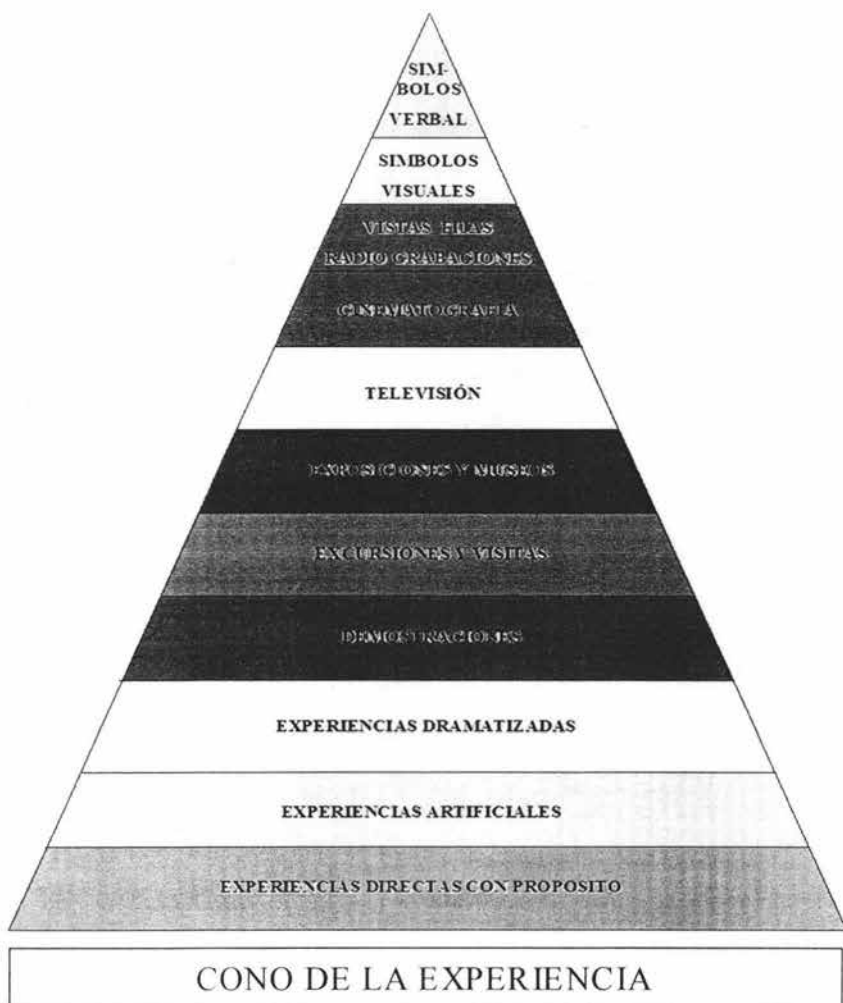 SIM-
BOLOS
VERBAL
SIMBOLOS
VISUALES
VISTAS FIJAS
RADIO GRABACIONES
CINEMATOGRAFIA
TELEVISIÓN
EXPOSICIONES Y MUSEOS
EXCURSIONES Y VISITAS
DEMOSTRACIONES
EXPERIENCIAS DRAMATIZADAS
EXPERIENCIAS ARTIFICIALES
EXPERIENCIAS DIRECTAS CON PROPOSITO
CONO DE LA EXPERIENCIA